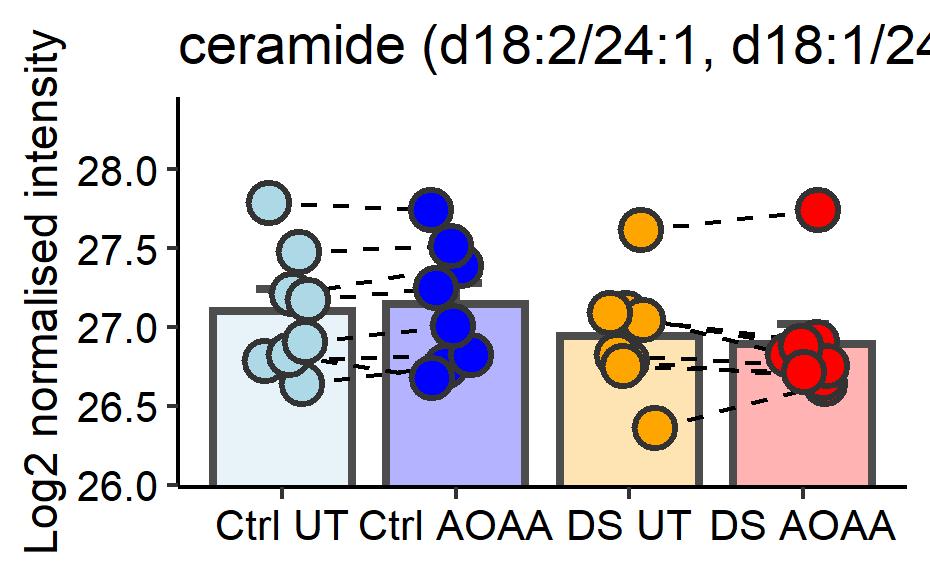 ceramide (d18:2/24:1, d18:1/24
Log2 normalised intensity
28.0
27.5
27.0
26.5
26.0
Ctrl UT Ctrl AOAA DS UT DS AOAA